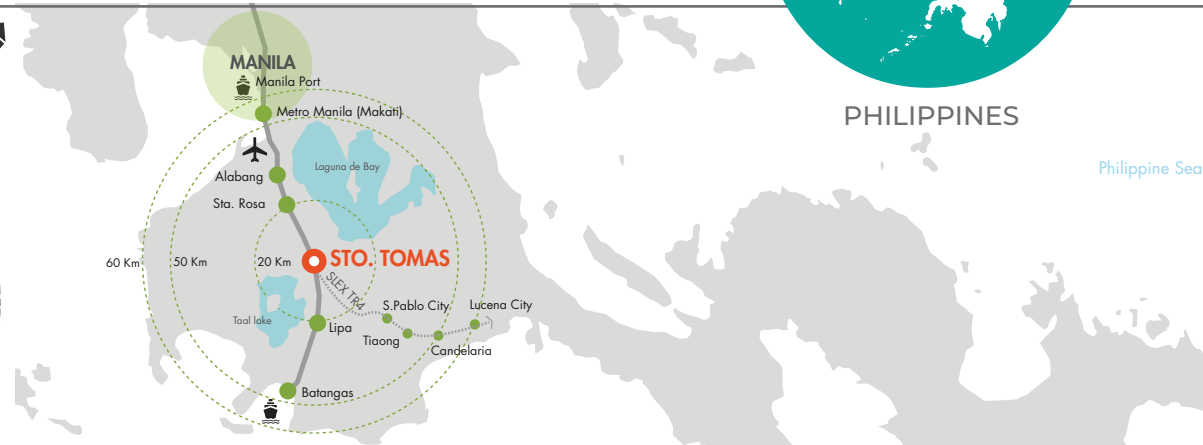 MANILA
Manila Port
Metro Manila (Makati)
PHILIPPINES
Laguna de Bay
Philippine Sea
Alabang
Sta. Rosa
60 Km
50 Km
20 Km
STO. TOMAS
SLEX TR4
S.Pablo City
Lucena City
Taal lake
Lipa
Tiaong
Candelaria
Batangas